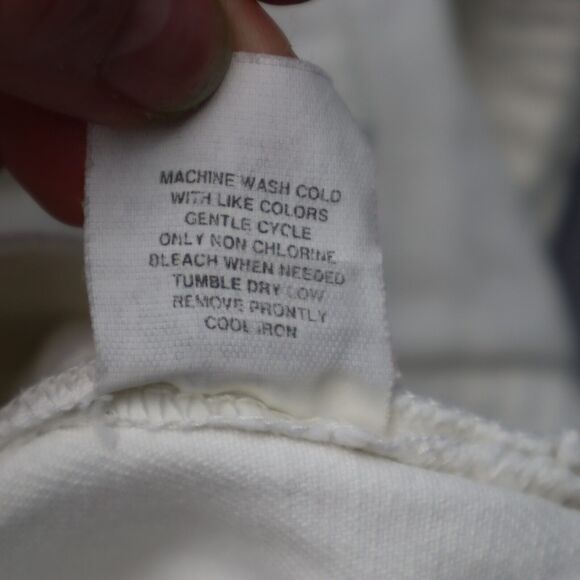 MACHINE WASH COLD
WITH LIKE COLORS
GENTLE CYCLE
ONLY NON CHLORINE
BLEACH WHEN NEEDED
TUMBLE DRY LOW
REMOVE PRONTLY
COOL IRON